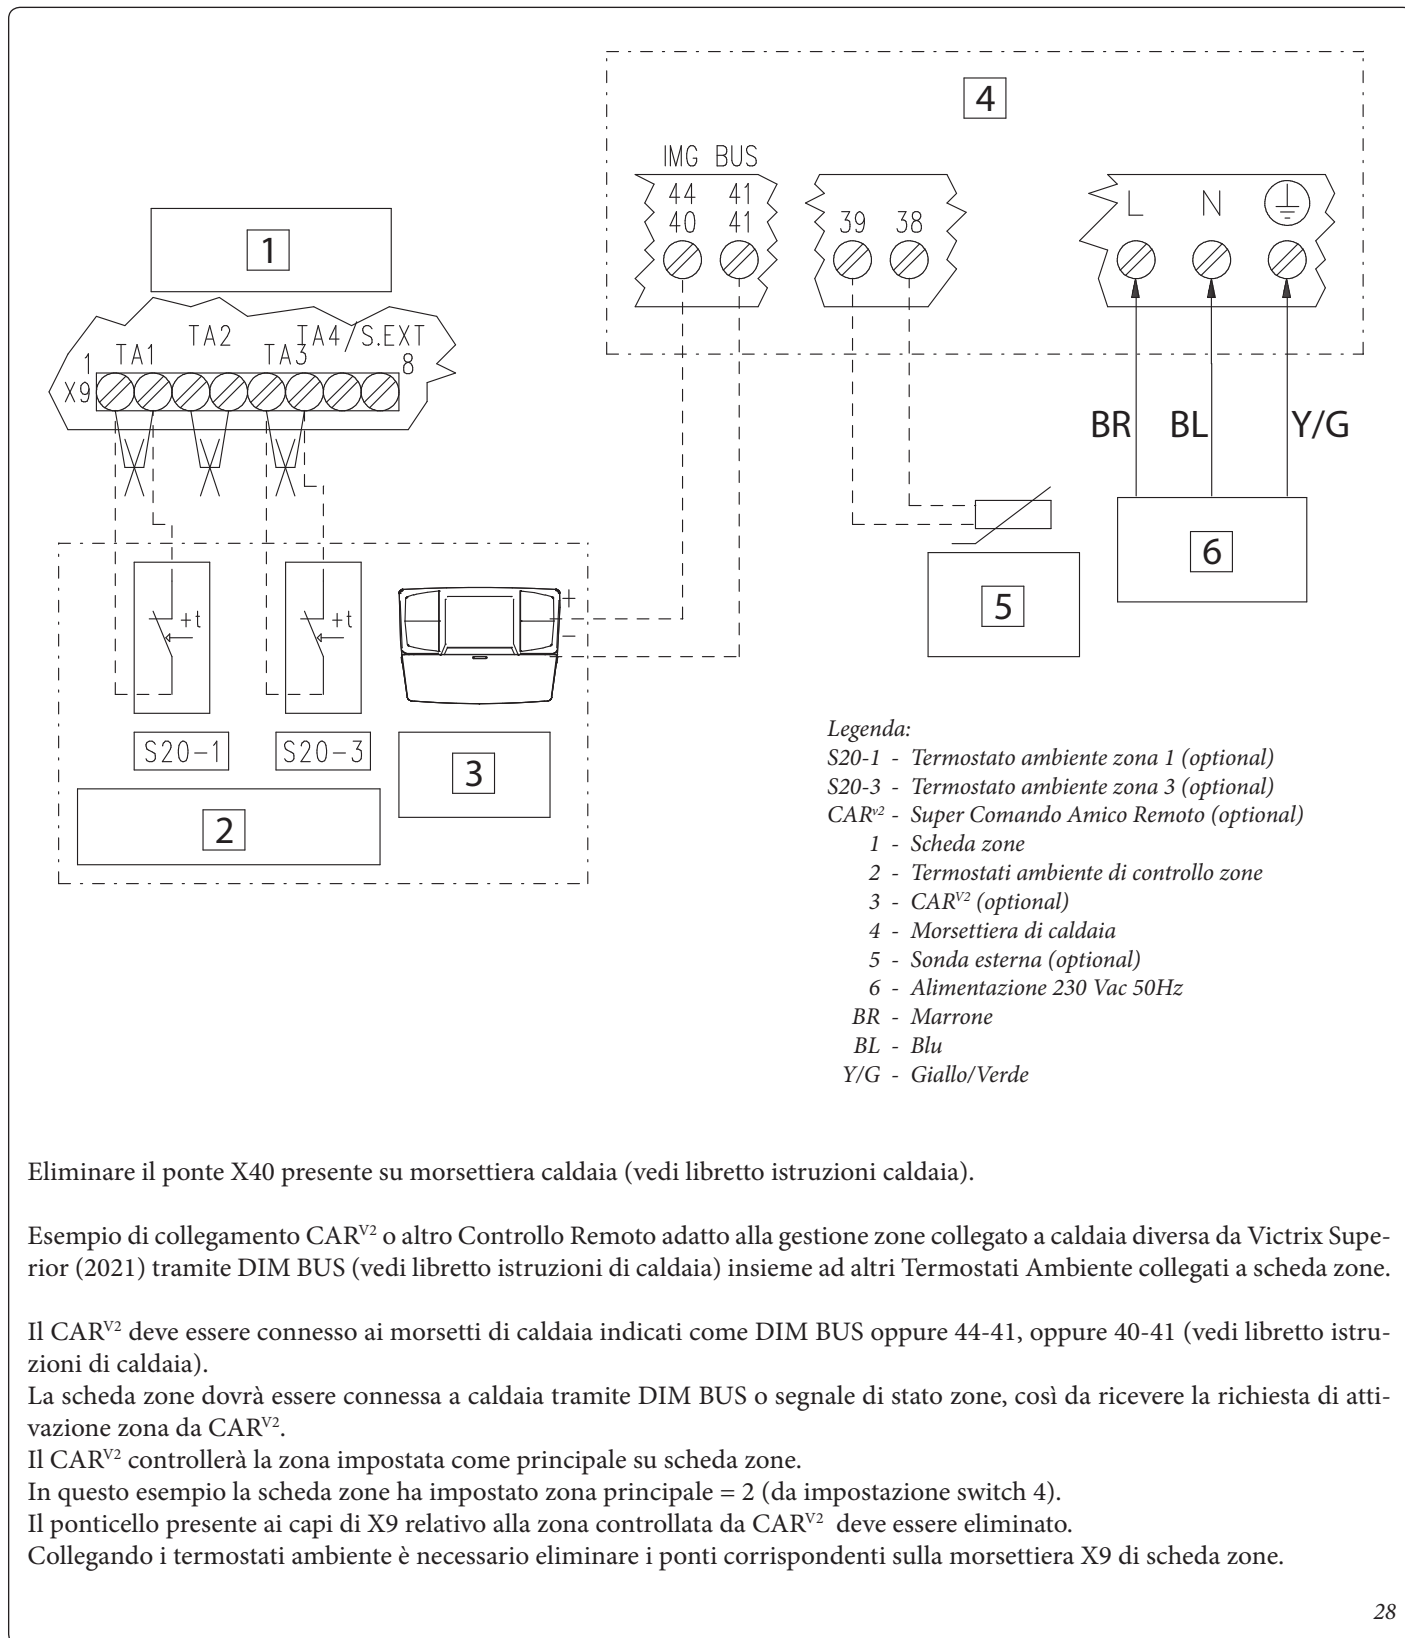 4
IMG BUS
44 41
40 41
39 38
L N
1
TA1 TA2 TA3 TA4/S.EXT
1 8
X9
BR BL Y/G
+t +t
+
-
6
5
S20-1 S20-3
3
2
Legenda:
S20-1 - Termostato ambiente zona 1 (optional)
S20-3 - Termostato ambiente zona 3 (optional)
CARv2 - Super Comando Amico Remoto (optional)
1 - Scheda zone
2 - Termostati ambiente di controllo zone
3 - CARV2 (optional)
4 - Morsettiera di caldaia
5 - Sonda esterna (optional)
6 - Alimentazione 230 Vac 50Hz
BR - Marrone
BL - Blu
Y/G - Giallo/Verde
Eliminare il ponte X40 presente su morsettiera caldaia (vedi libretto istruzioni caldaia).
Esempio di collegamento CARV2 o altro Controllo Remoto adatto alla gestione zone collegato a caldaia diversa da Victrix Supe-
rior (2021) tramite DIM BUS (vedi libretto istruzioni di caldaia) insieme ad altri Termostati Ambiente collegati a scheda zone.
Il CARV2 deve essere connesso ai morsetti di caldaia indicati come DIM BUS oppure 44-41, oppure 40-41 (vedi libretto istru-
zioni di caldaia).
La scheda zone dovrà essere connessa a caldaia tramite DIM BUS o segnale di stato zone, così da ricevere la richiesta di atti-
vazione zona da CARV2.
Il CARV2 controllerà la zona impostata come principale su scheda zone.
In questo esempio la scheda zone ha impostato zona principale = 2 (da impostazione switch 4).
Il ponticello presente ai capi di X9 relativo alla zona controllata da CARV2 deve essere eliminato.
Collegando i termostati ambiente è necessario eliminare i ponti corrispondenti sulla morsettiera X9 di scheda zone.
28